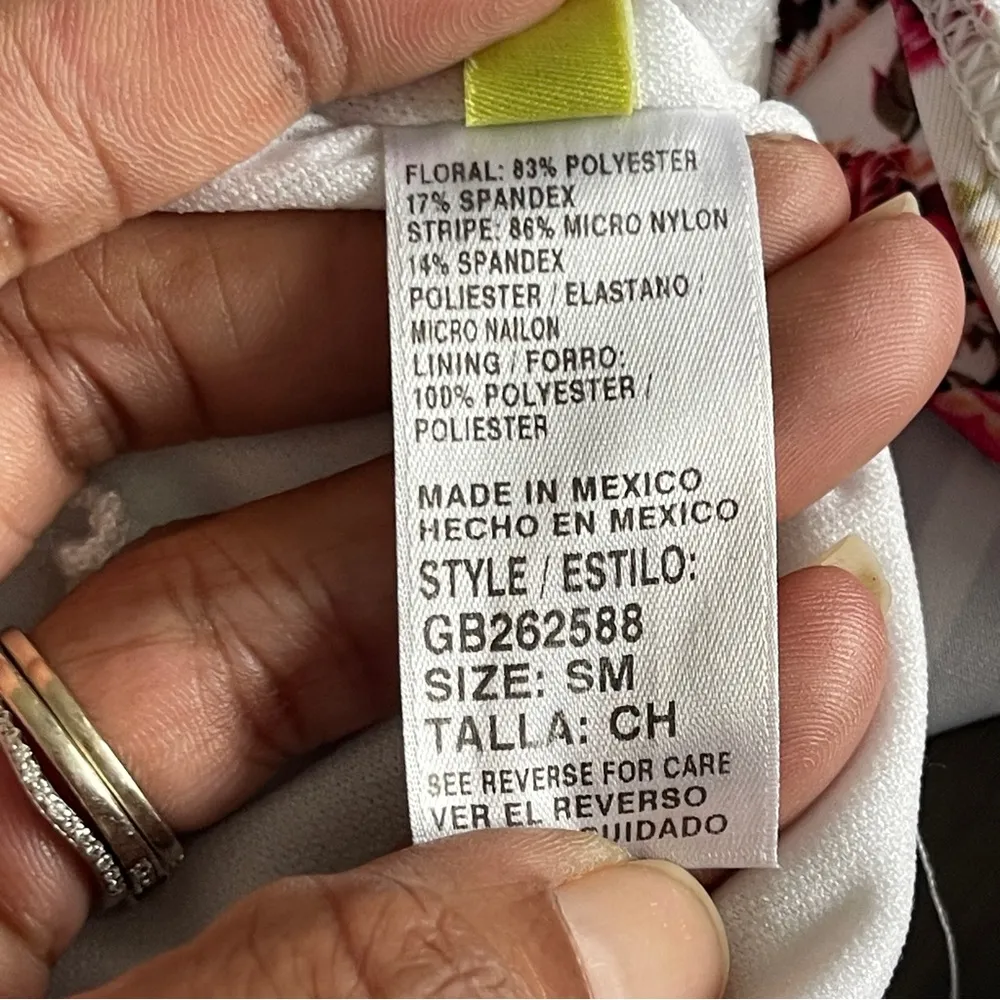 FLORAL: 83% POLYESTER
17% SPANDEX
STRIPE: 86% MICRO NYLON
14% SPANDEX
POLIESTER / ELASTANO /
MICRO NAILON
LINING / FORRO:
100% POLYESTER /
POLIESTER
MADE IN MEXICO
HECHO EN MEXICO
STYLE / ESTILO:
GB262588
SIZE: SM
TALLA: CH
SEE REVERSE FOR CARE
VER EL REVERSO
CUIDADO